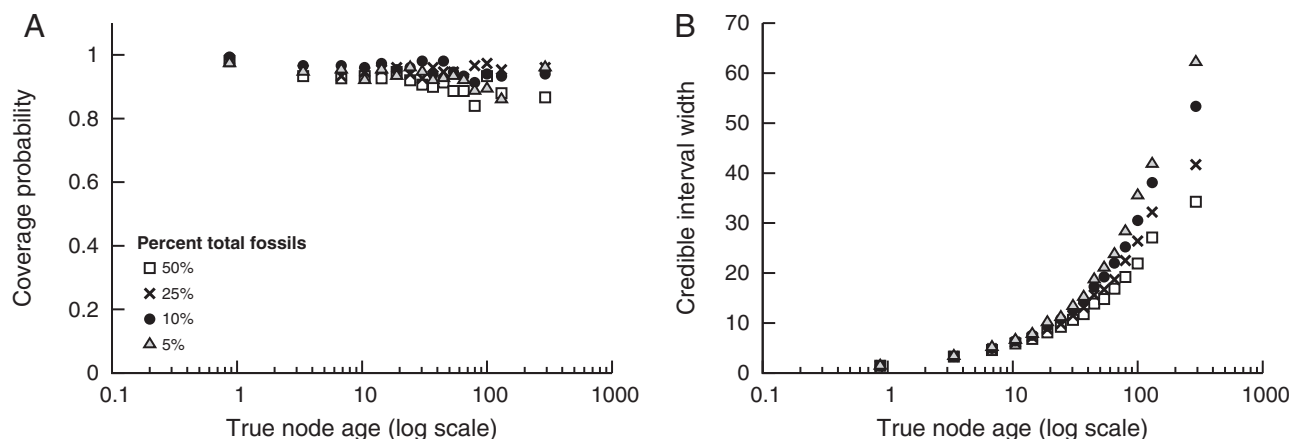 A
Coverage probability
1
0.8
0.6
0.4
0.2
0
Percent total fossils
50%
25%
10%
5%
0.1 1 10 100 1000
True node age (log scale)
B
Credible interval width
70
60
50
40
30
20
10
0
0.1 1 10 100 1000
True node age (log scale)